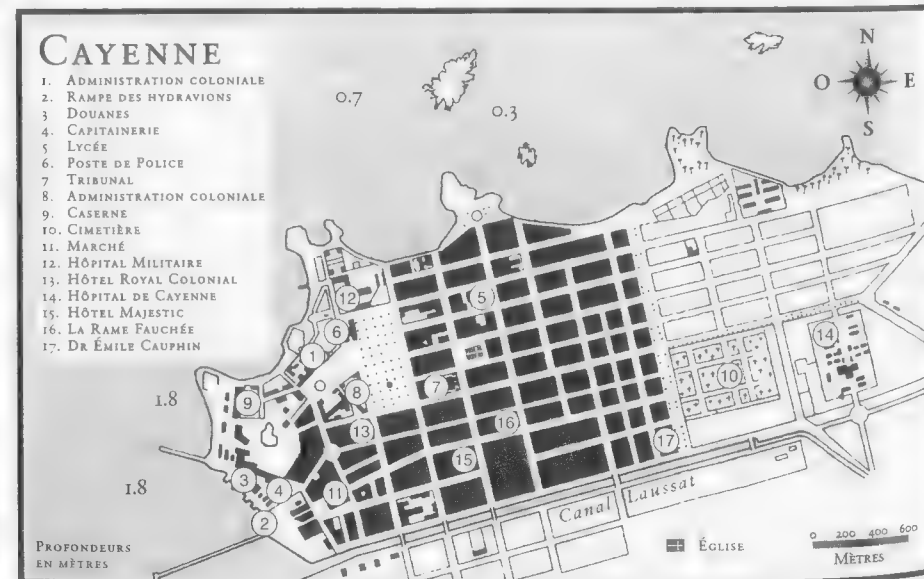 CAYENNE
1. ADMINISTRATION COLONIALE
2. RAMPE DES HYDRAVIONS
3 DOUANES
4. CAPITAINERIE
5 LYCÉE
6. POSTE DE POLICE
7 TRIBUNAL
8. ADMINISTRATION COLONIALE
9. CASERNE
10. CIMETIÈRE
11. MARCHÉ
12. HÔPITAL MILITAIRE
13. HÔTEL ROYAL COLONIAL
14. HÔPITAL DE CAYENNE
15. HÔTEL MAJESTIC
16. LA RAME FAUCHÉE
17. DR ÉMILE CAUPHIN
N
O E
S
0.7
0.3
12
5
6
1
14
8
7
10
1.8
9
13
16
17
15
3
1.8
4
11
2
Canal Laussat
PROFONDEURS
EN MÈTRES
ÉGLISE
0 200 400 600
MÈTRES